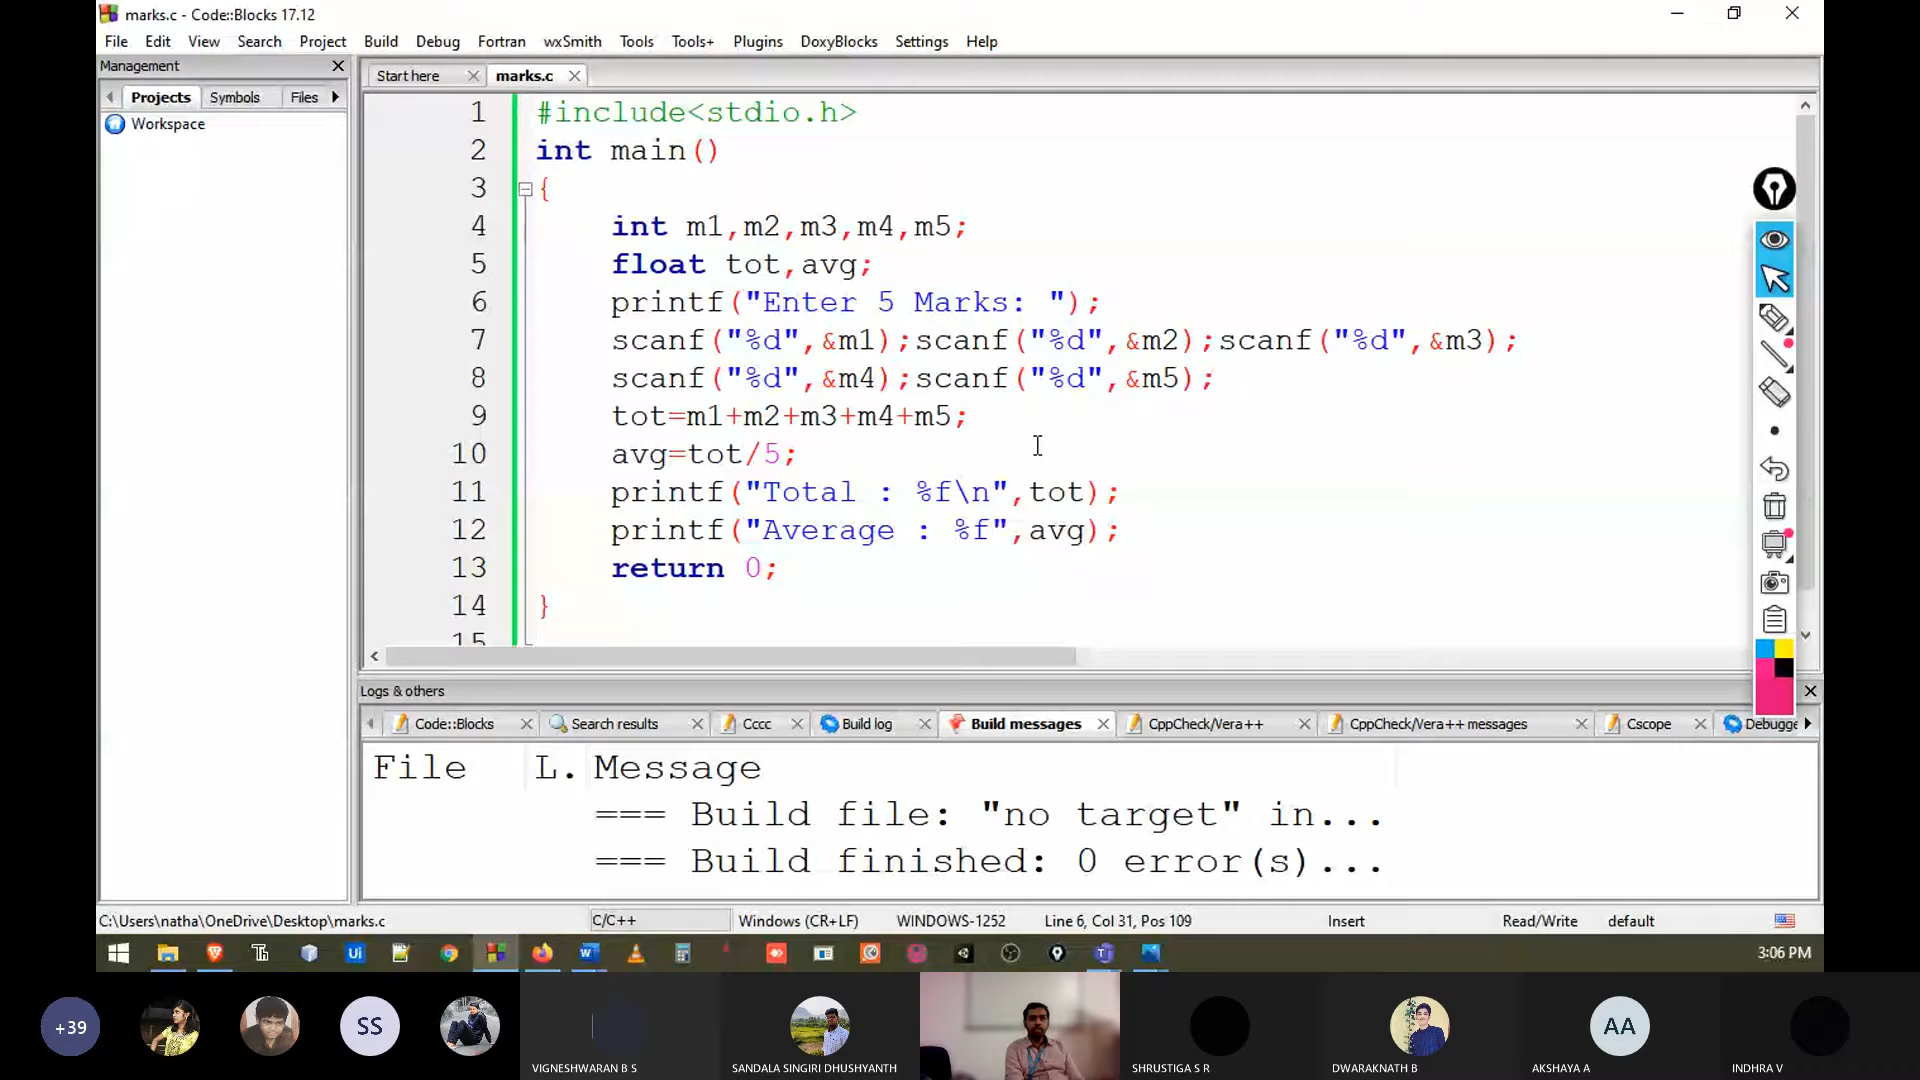 marks.c - Code::Blocks 17.12
File Edit View Search Project Build Debug Fortran wxSmith Tools Tools+ Plugins DoxyBlocks Settings Help
Management
Start here marks.c
Projects Symbols Files
Workspace
1 #include<stdio.h>
2 int main()
3 {
4 int m1,m2,m3,m4,m5;
5 float tot,avg;
6 printf("Enter 5 Marks: ");
7 scanf("%d",&m1);scanf("%d",&m2);scanf("%d",&m3);
8 scanf("%d",&m4);scanf("%d",&m5);
9 tot=m1+m2+m3+m4+m5;
10 avg=tot/5;
11 printf("Total : %f\n",tot);
12 printf("Average : %f",avg);
13 return 0;
14 }
15
Logs & others
Code::Blocks Search results Cccc Build log Build messages CppCheck/Vera++ CppCheck/Vera++ messages Cscope Debugge
File L. Message
=== Build file: "no target" in...
=== Build finished: 0 error(s)...
C:\Users\natha\OneDrive\Desktop\marks.c C/C++ Windows (CR+LF) WINDOWS-1252 Line 6, Col 31, Pos 109 Insert Read/Write default
3:06 PM
+39 SS AA
VIGNESHWARAN B S SANDALA SINGIRI DHUSHYANTH SHRUSTIGA S R DWARAKNATH B AKSHAYA A INDHRA V